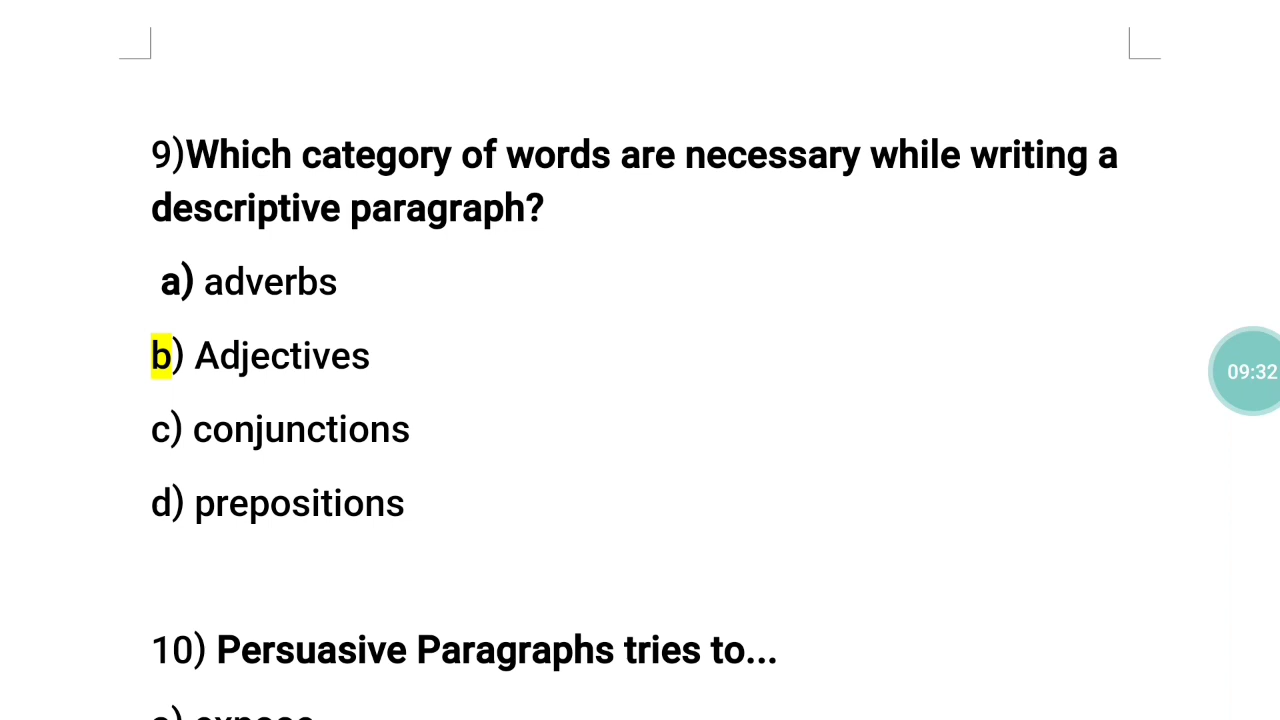 9)Which category of words are necessary while writing a
descriptive paragraph?
a) adverbs
b) Adjectives
c) conjunctions
d) prepositions
09:32
10) Persuasive Paragraphs tries to...